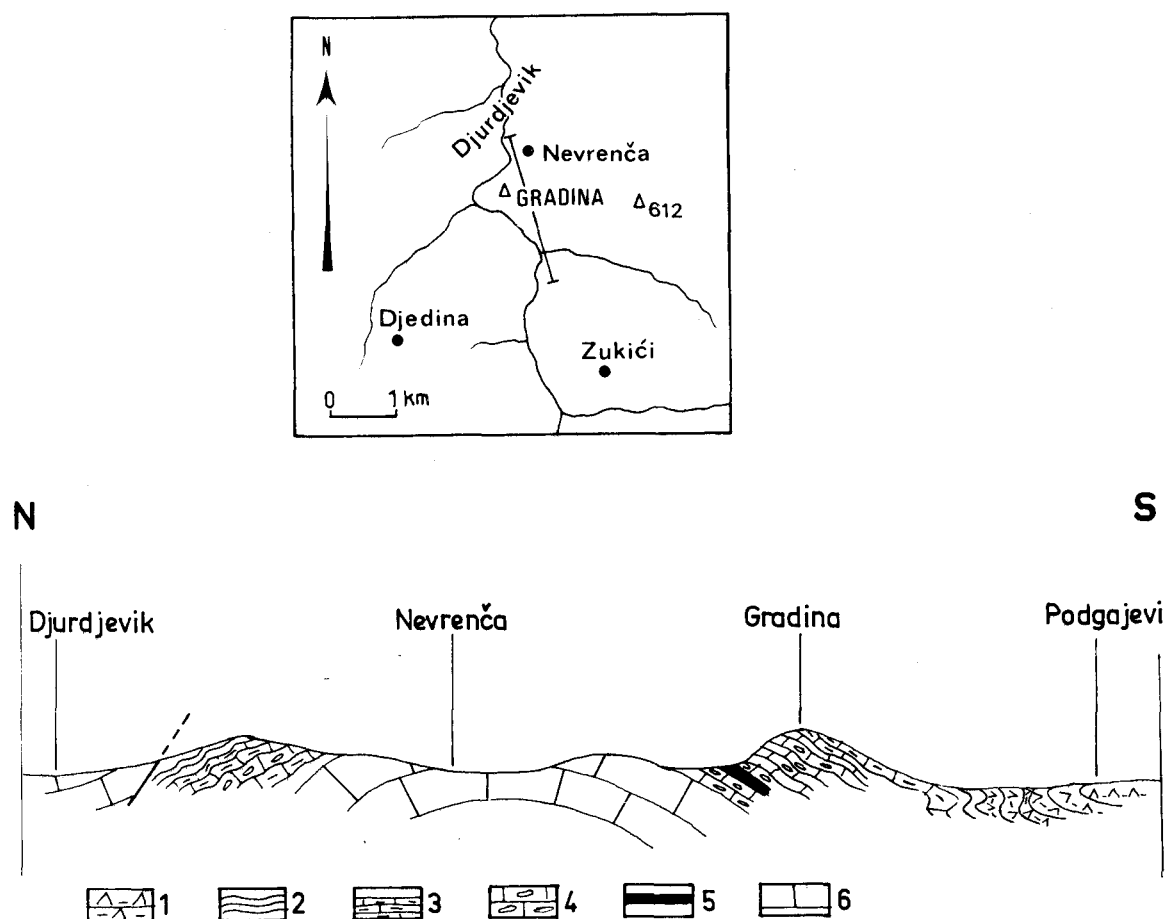 N
Djurdjevik
Nevrenča
GRADINA
612
Djedina
Zukići
0 1 km
N S
Djurdjevik Nevrenča Gradina Podgajevi
1 2 3 4 5 6